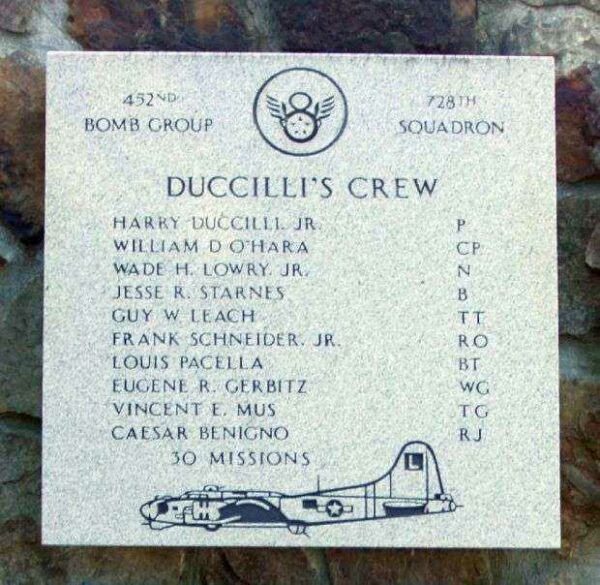 452ND 728TH
BOMB GROUP SQUADRON
DUCCILLI'S CREW
HARRY DUCCILLI, JR. P
WILLIAM D O'HARA CP
WADE H. LOWRY, JR. N
JESSE R. STARNES B
GUY W LEACH TT
FRANK SCHNEIDER, JR. RO
LOUIS PACELLA BT
EUGENE R. GERBITZ WG
VINCENT E. MUS TG
CAESAR BENIGNO RJ
30 MISSIONS
L